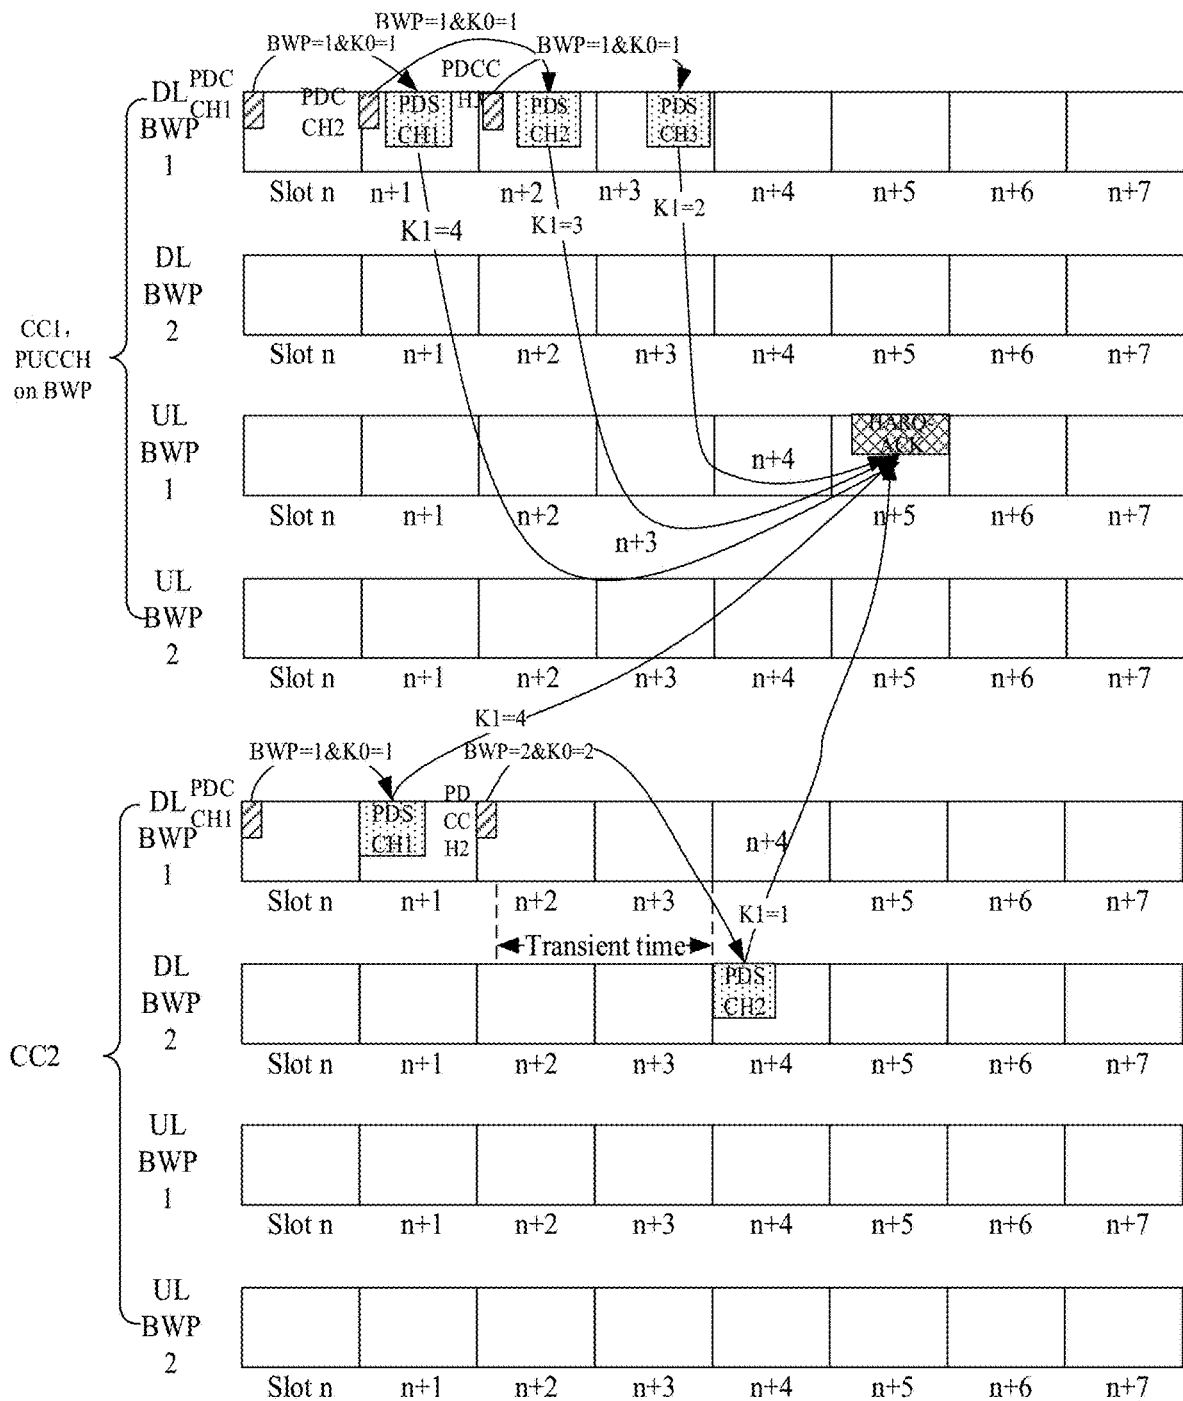 BWP=1&K0=1
BWP=1&K0=1
BWP=1&K0=1
DL
BWP
1
PDC
CH1
PDC
CH2
PDS
CH1
PDCC
PDS
CH2
PDS
CH3
Slot n n+1 n+2 n+3 n+4 n+5 n+6 n+7
K1=4
K1=3
K1=2
DL
BWP
2
Slot n n+1 n+2 n+3 n+4 n+5 n+6 n+7
CC1,
PUCCH
on BWP
UL
BWP
1
HARQ-
ACK
n+4
Slot n n+1 n+2 n+3 n+5 n+6 n+7
UL
BWP
2
Slot n n+1 n+2 n+3 n+4 n+5 n+6 n+7
K1=4
BWP=1&K0=1
BWP=2&K0=2
DL
BWP
1
PDC
CH1
PDS
CH1
PD
CC
H2
n+4
Slot n n+1 n+2 n+3 n+5 n+6 n+7
K1=1
Transient time
DL
BWP
2
PDS
CH2
Slot n n+1 n+2 n+3 n+4 n+5 n+6 n+7
CC2
UL
BWP
1
Slot n n+1 n+2 n+3 n+4 n+5 n+6 n+7
UL
BWP
2
Slot n n+1 n+2 n+3 n+4 n+5 n+6 n+7